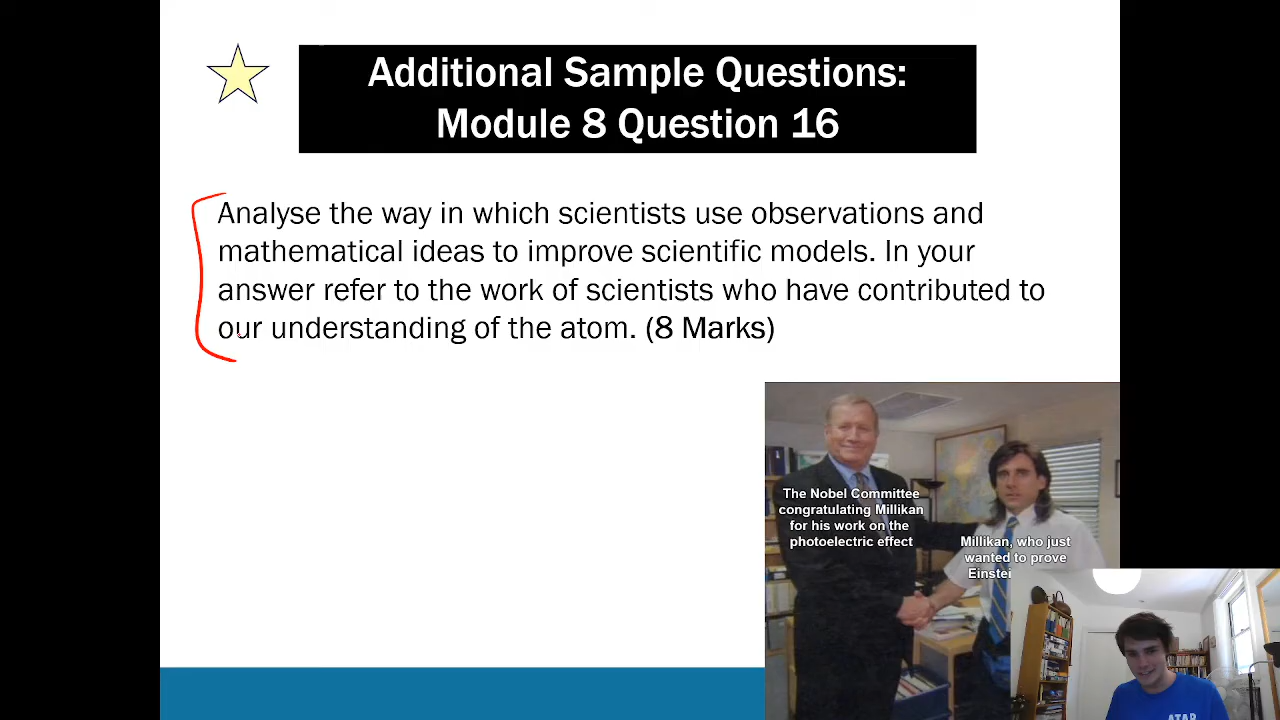 Additional Sample Questions:
Module 8 Question 16
Analyse the way in which scientists use observations and
mathematical ideas to improve scientific models. In your
answer refer to the work of scientists who have contributed to
our understanding of the atom. (8 Marks)
The Nobel Committee
congratulating Millikan
for his work on the
photoelectric effect
Millikan, who just
wanted to prove
Einstei
ATAR